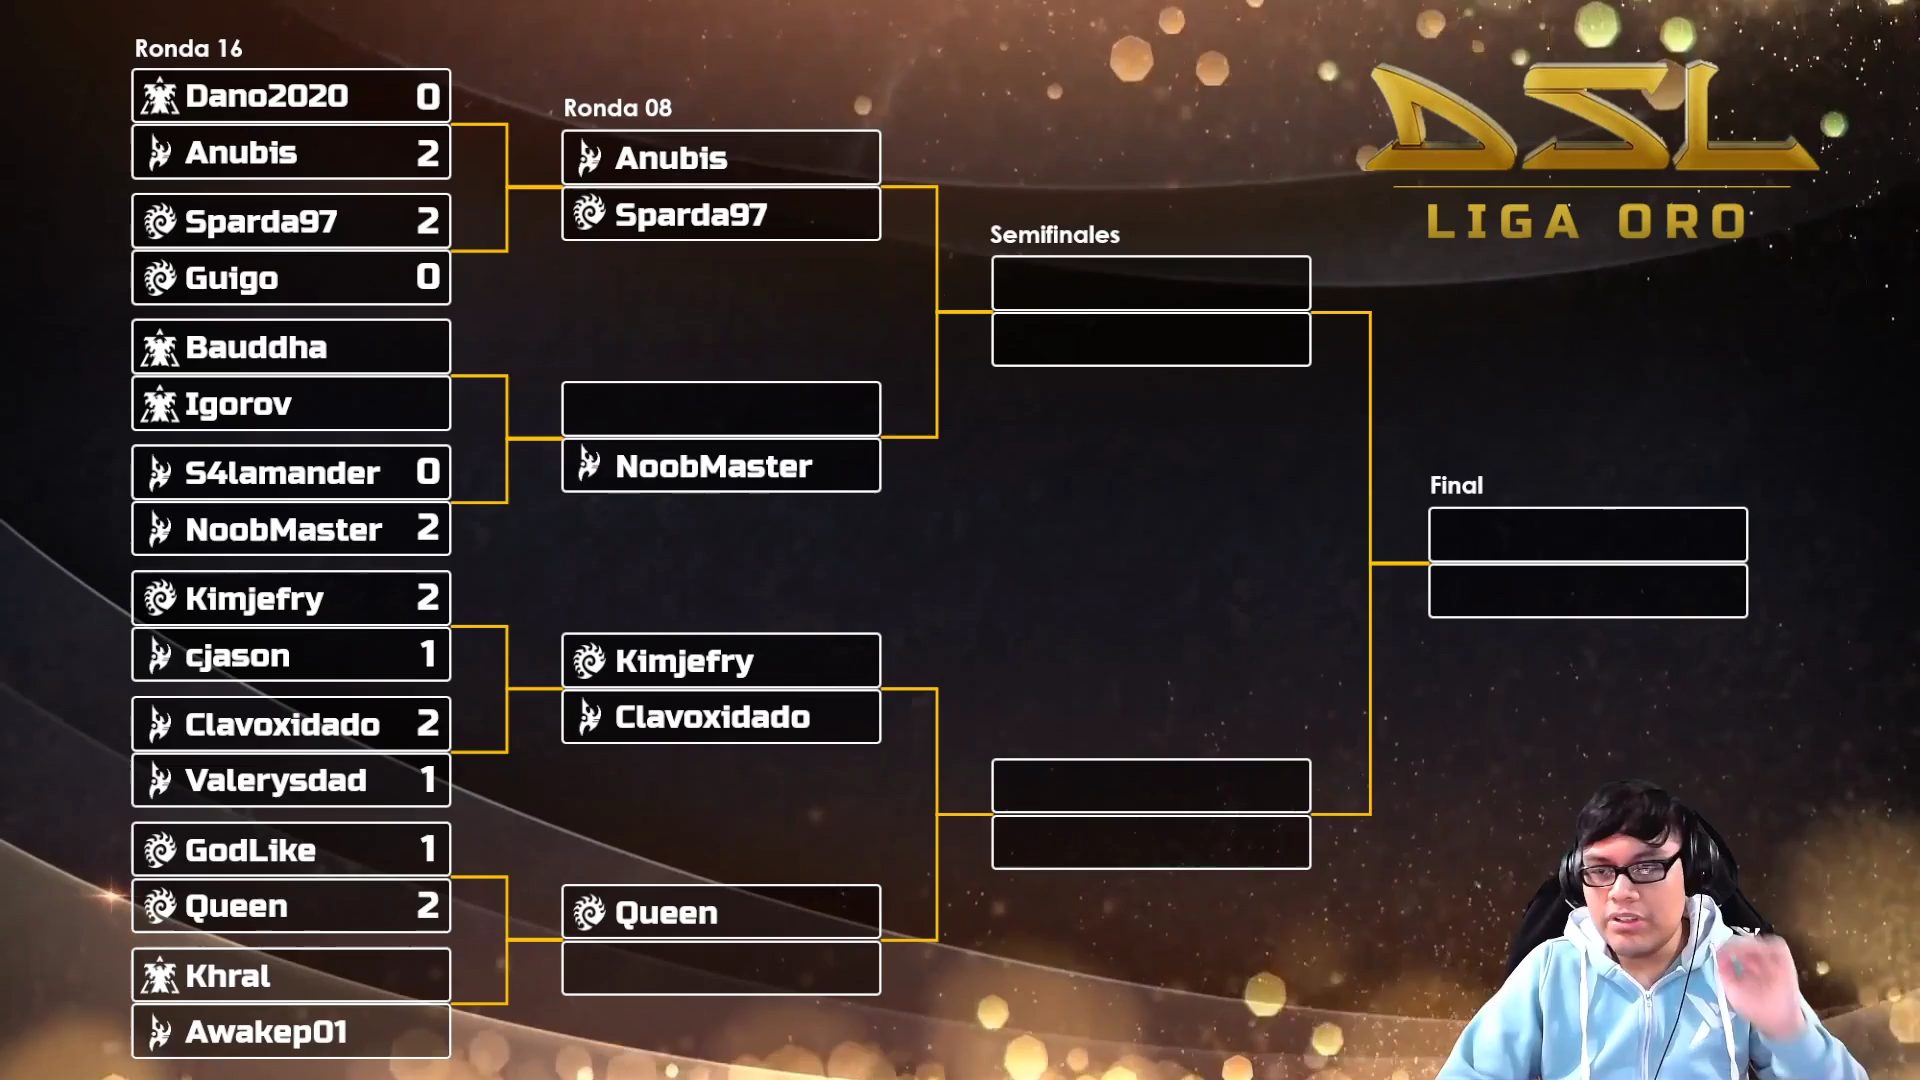 Ronda 16
Dano2020 0
Anubis 2
Sparda97 2
Guigo 0
Bauddha
Igorov
S4lamander 0
NoobMaster 2
Kimjefry 2
cjason 1
Clavoxidado 2
Valerysdad 1
GodLike 1
Queen 2
Khral
Awakep01
Ronda 08
Anubis
Sparda97
NoobMaster
Kimjefry
Clavoxidado
Queen
Semifinales
Final
DSL
LIGA ORO